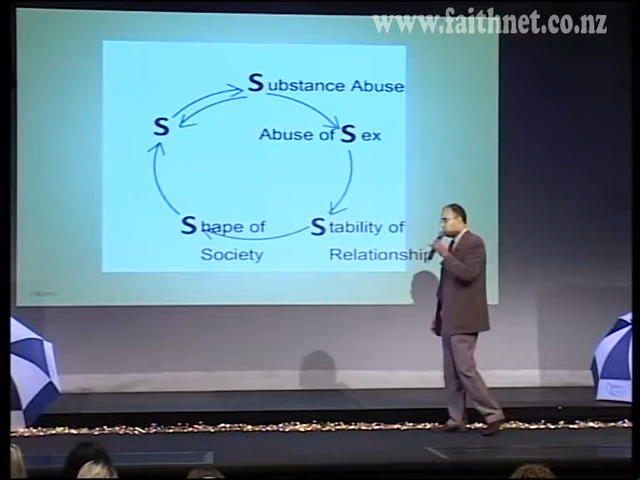 www.faithnet.co.nz
Substance Abuse
S
Abuse of Sex
Shape of
Society
Stability of
Relationship